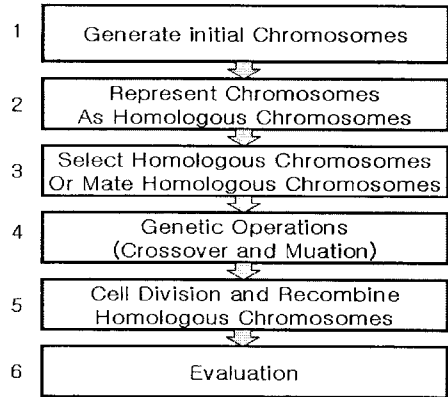 1 Generate initial Chromosomes
2 Represent Chromosomes
As Homologous Chromosomes
3 Select Homologous Chromosomes
Or Mate Homologous Chromosomes
4 Genetic Operations
(Crossover and Muation)
5 Cell Division and Recombine
Homologous Chromosomes
6 Evaluation